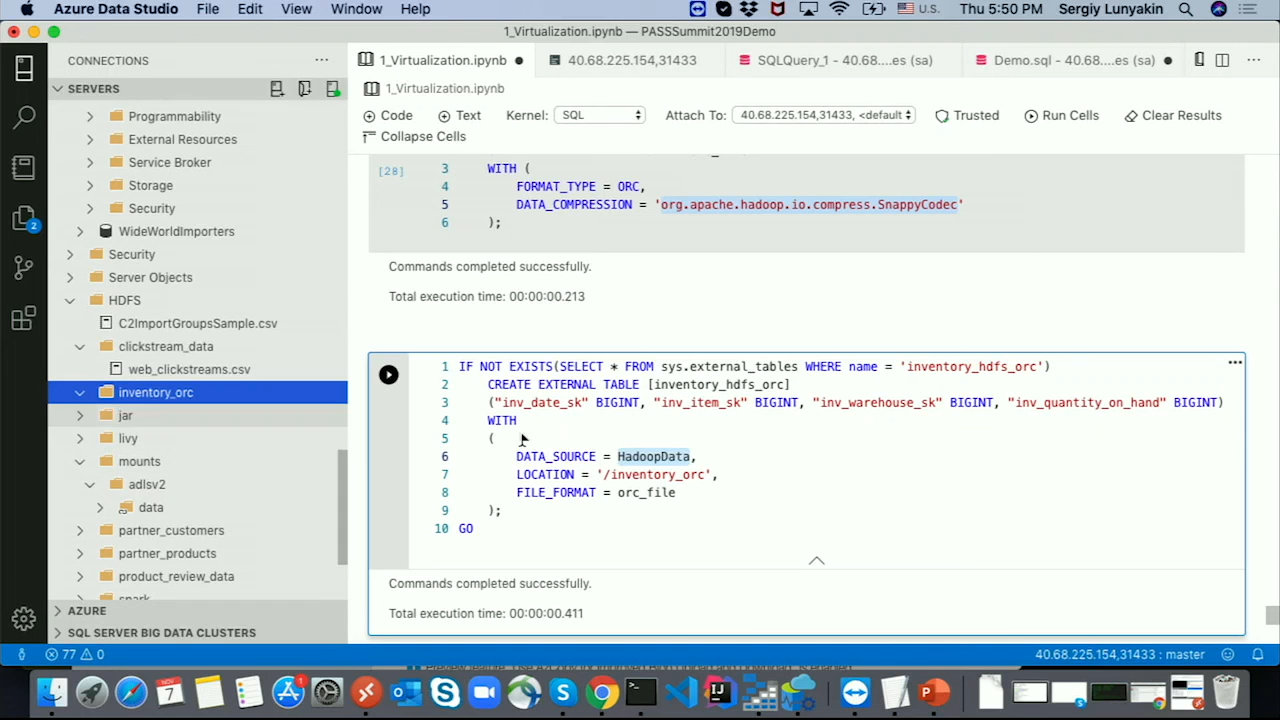 Azure Data Studio File Edit View Window Help U.S. Thu 5:50 PM Sergiy Lunyakin
1_Virtualization.ipynb — PASSSummit2019Demo
CONNECTIONS
1_Virtualization.ipynb
40.68.225.154,31433
SQLQuery_1 - 40.68....es (sa)
Demo.sql - 40.68....es (sa)
SERVERS
1_Virtualization.ipynb
Code Text Kernel: SQL Attach To: 40.68.225.154,31433, <default Trusted Run Cells Clear Results
Collapse Cells
Programmability
External Resources
Service Broker
Storage
Security
WideWorldImporters
Security
Server Objects
HDFS
C2ImportGroupsSample.csv
clickstream_data
web_clickstreams.csv
inventory_orc
jar
livy
mounts
adlsv2
data
partner_customers
partner_products
product_review_data
spark
AZURE
SQL SERVER BIG DATA CLUSTERS
2
[28]
3 WITH (
4 FORMAT_TYPE = ORC,
5 DATA_COMPRESSION = 'org.apache.hadoop.io.compress.SnappyCodec'
6 );
Commands completed successfully.
Total execution time: 00:00:00.213
1 IF NOT EXISTS(SELECT * FROM sys.external_tables WHERE name = 'inventory_hdfs_orc')
2 CREATE EXTERNAL TABLE [inventory_hdfs_orc]
3 ("inv_date_sk" BIGINT, "inv_item_sk" BIGINT, "inv_warehouse_sk" BIGINT, "inv_quantity_on_hand" BIGINT)
4 WITH
5 (
6 DATA_SOURCE = HadoopData,
7 LOCATION = '/inventory_orc',
8 FILE_FORMAT = orc_file
9 );
10 GO
Commands completed successfully.
Total execution time: 00:00:00.411
77 0 40.68.225.154,31433 : master
NOV
7
1